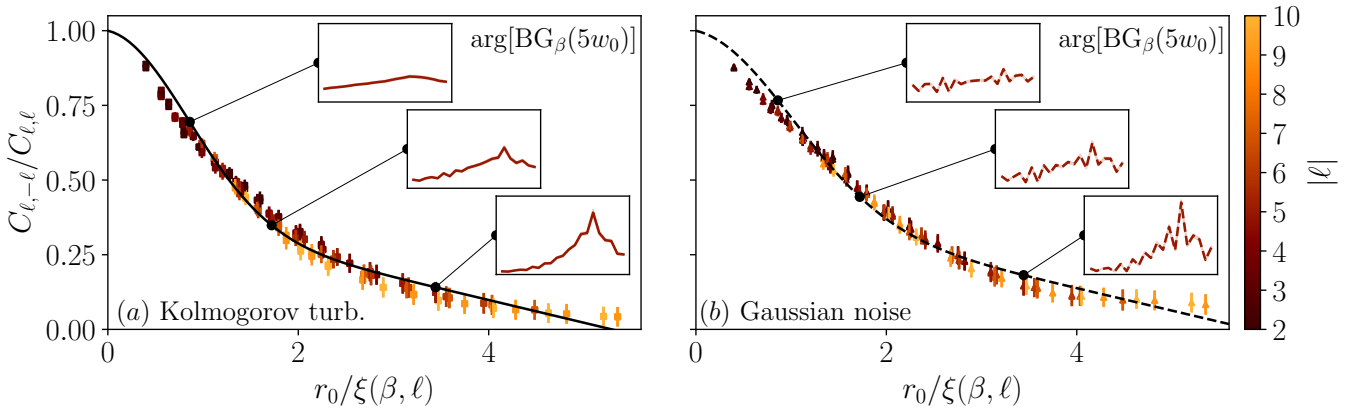 1.00
0.75
0.50
0.25
0.00
C_{ℓ,−ℓ}/C_{ℓ,ℓ}
arg[BG_β(5w_0)]
(a) Kolmogorov turb.
0
2
4
r_0/ξ(β, ℓ)
arg[BG_β(5w_0)]
(b) Gaussian noise
0
2
4
r_0/ξ(β, ℓ)
10
9
8
7
6
5
4
3
2
|ℓ|